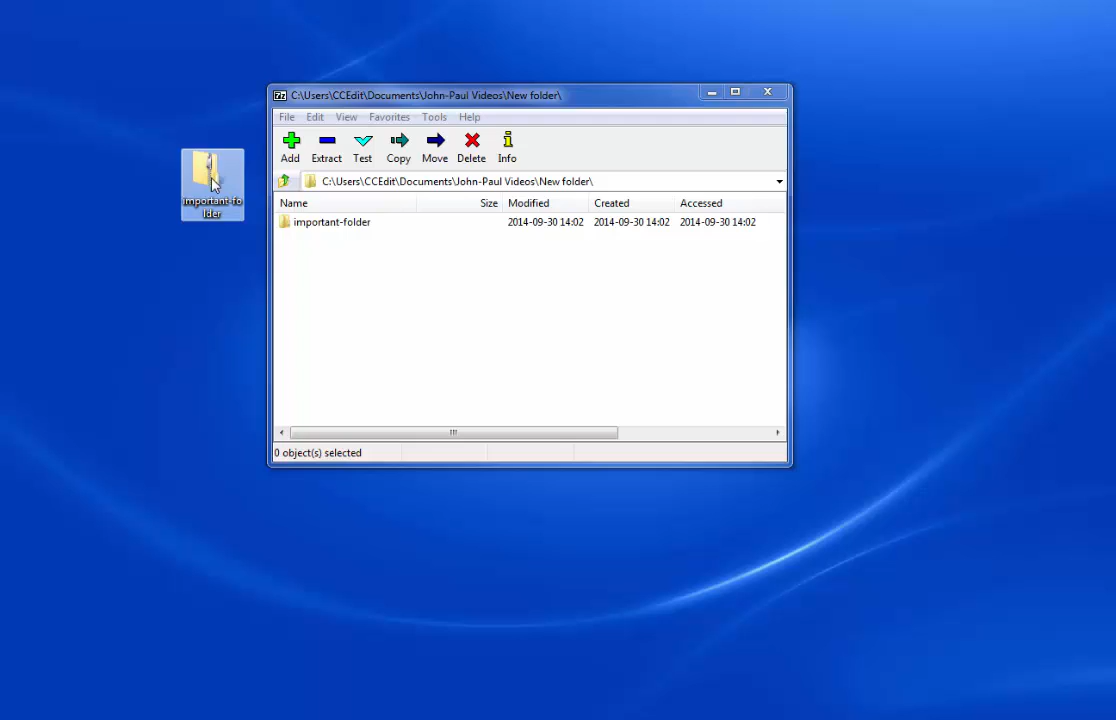 C:\Users\CCEdit\Documents\John-Paul Videos\New folder\
File Edit View Favorites Tools Help
Add Extract Test Copy Move Delete Info
C:\Users\CCEdit\Documents\John-Paul Videos\New folder\
Name Size Modified Created Accessed
important-folder 2014-09-30 14:02 2014-09-30 14:02 2014-09-30 14:02
0 object(s) selected
important-fo
lder